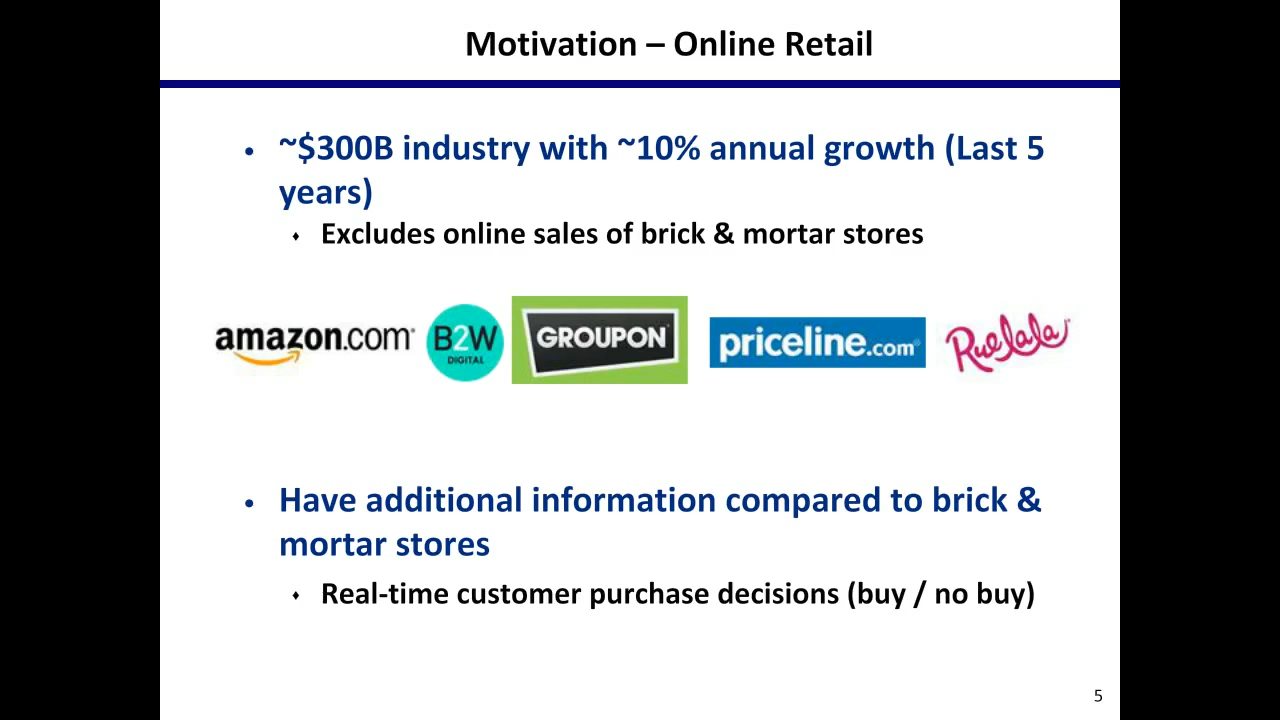 Motivation – Online Retail
• ~$300B industry with ~10% annual growth (Last 5
years)
♦ Excludes online sales of brick & mortar stores
amazon.com® B2W DIGITAL GROUPON™ priceline.com® Ruelala™
• Have additional information compared to brick &
mortar stores
♦ Real-time customer purchase decisions (buy / no buy)
5